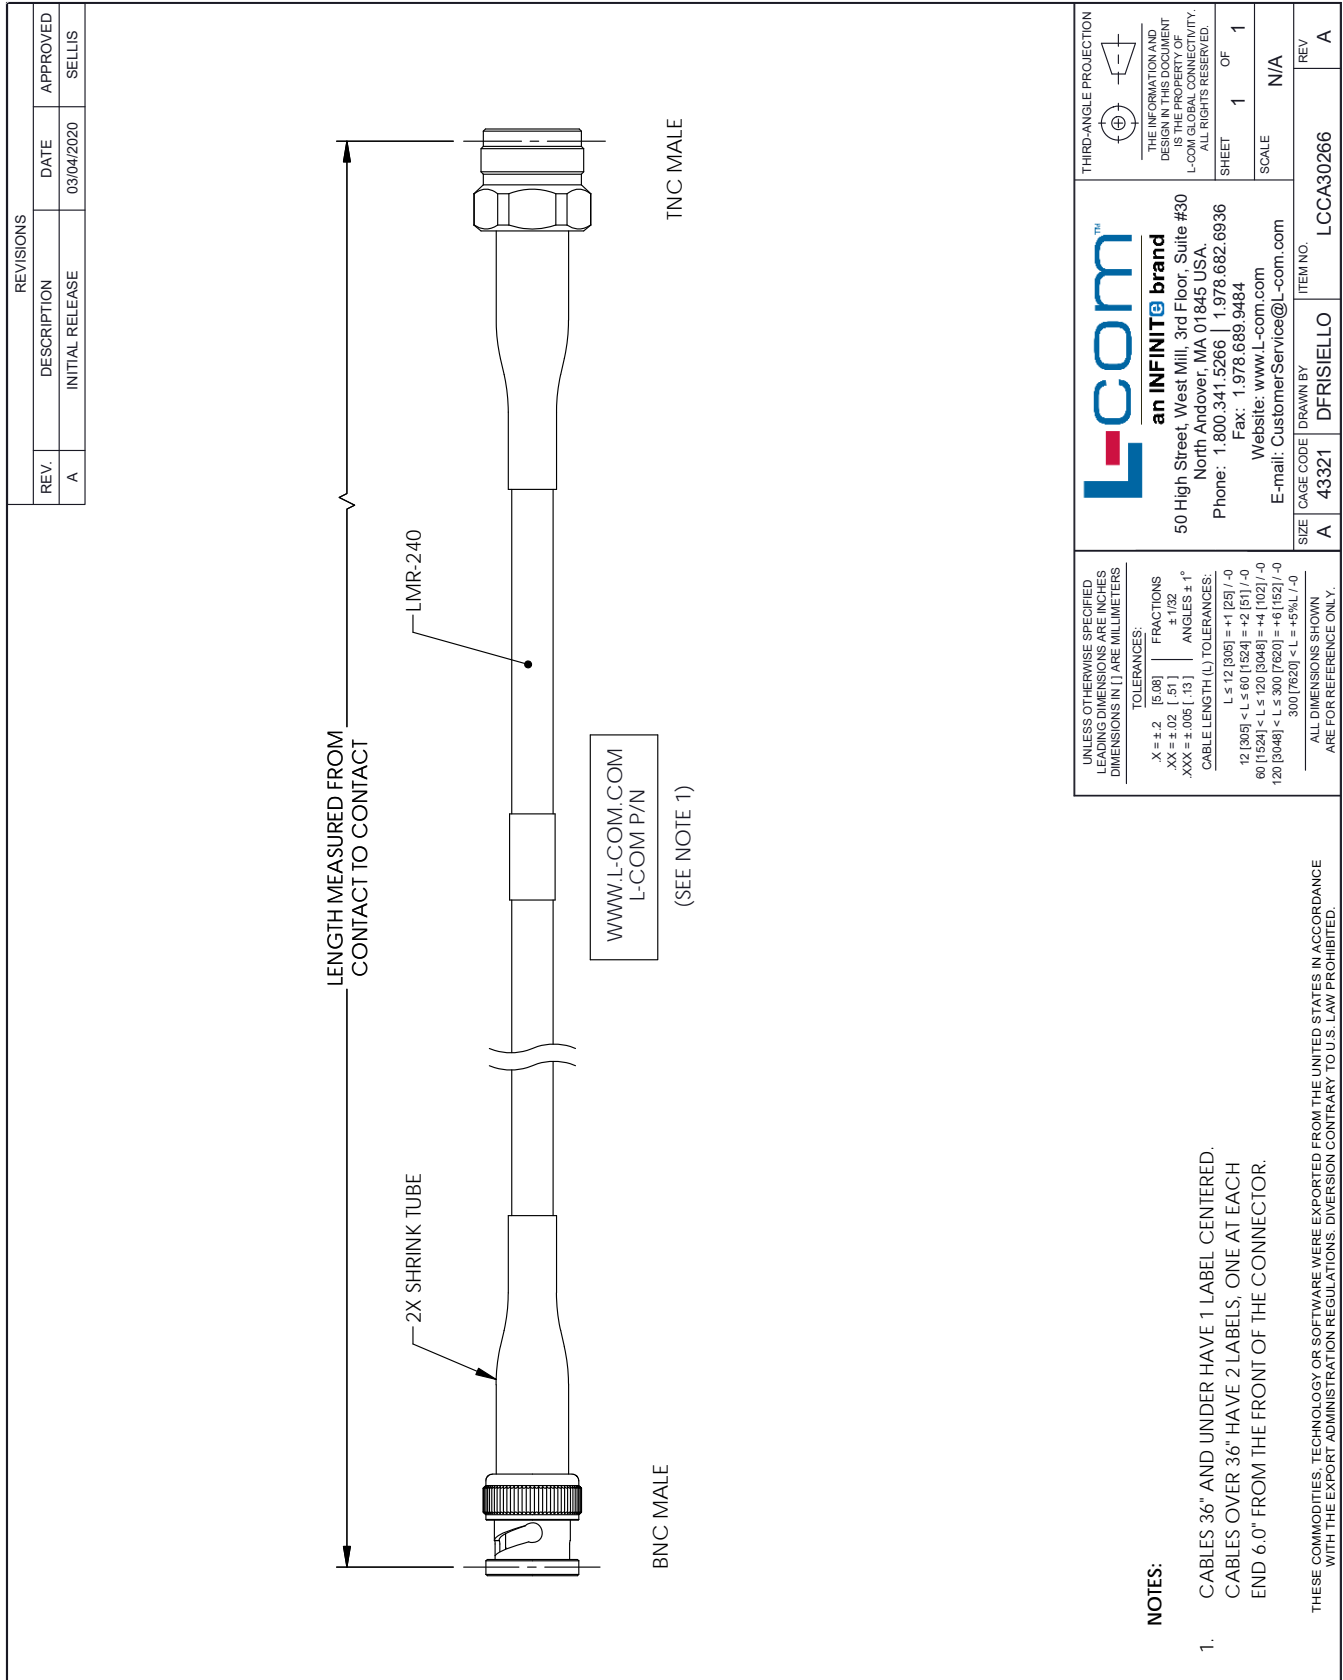 REVISIONS
REV. DESCRIPTION DATE APPROVED
A INITIAL RELEASE 03/04/2020 SELLIS
LENGTH MEASURED FROM
CONTACT TO CONTACT
2X SHRINK TUBE
LMR-240
BNC MALE
TNC MALE
WWW.L-COM.COM
L-COM P/N
(SEE NOTE 1)
NOTES:
1. CABLES 36" AND UNDER HAVE 1 LABEL CENTERED.
CABLES OVER 36" HAVE 2 LABELS, ONE AT EACH
END 6.0" FROM THE FRONT OF THE CONNECTOR.
THESE COMMODITIES, TECHNOLOGY OR SOFTWARE WERE EXPORTED FROM THE UNITED STATES IN ACCORDANCE
WITH THE EXPORT ADMINISTRATION REGULATIONS. DIVERSION CONTRARY TO U.S. LAW PROHIBITED.
UNLESS OTHERWISE SPECIFIED
LEADING DIMENSIONS ARE INCHES
DIMENSIONS IN [ ] ARE MILLIMETERS
TOLERANCES:
.X = ± .2 [5.08] FRACTIONS
.XX = ± .02 [ .51 ] ± 1/32
.XXX = ± .005 [ .13 ] ANGLES ± 1°
CABLE LENGTH (L) TOLERANCES:
L ≤ 12 [305] = +1 [25] / -0
12 [305] < L ≤ 60 [1524] = +2 [51] / -0
60 [1524] < L ≤ 120 [3048] = +4 [102] / -0
120 [3048] < L ≤ 300 [7620] = +6 [152] / -0
300 [7620] < L = +5%L / -0
ALL DIMENSIONS SHOWN
ARE FOR REFERENCE ONLY.
L-com™
an INFINITe brand
50 High Street, West Mill, 3rd Floor, Suite #30
North Andover, MA 01845 USA.
Phone: 1.800.341.5266 | 1.978.682.6936
Fax: 1.978.689.9484
Website: www.L-com.com
E-mail: CustomerService@L-com.com
THIRD-ANGLE PROJECTION
THE INFORMATION AND
DESIGN IN THIS DOCUMENT
IS THE PROPERTY OF
L-COM GLOBAL CONNECTIVITY.
ALL RIGHTS RESERVED.
SHEET 1 OF 1
SCALE N/A
SIZE A
CAGE CODE 43321
DRAWN BY DFRISIELLO
ITEM NO. LCCA30266
REV A